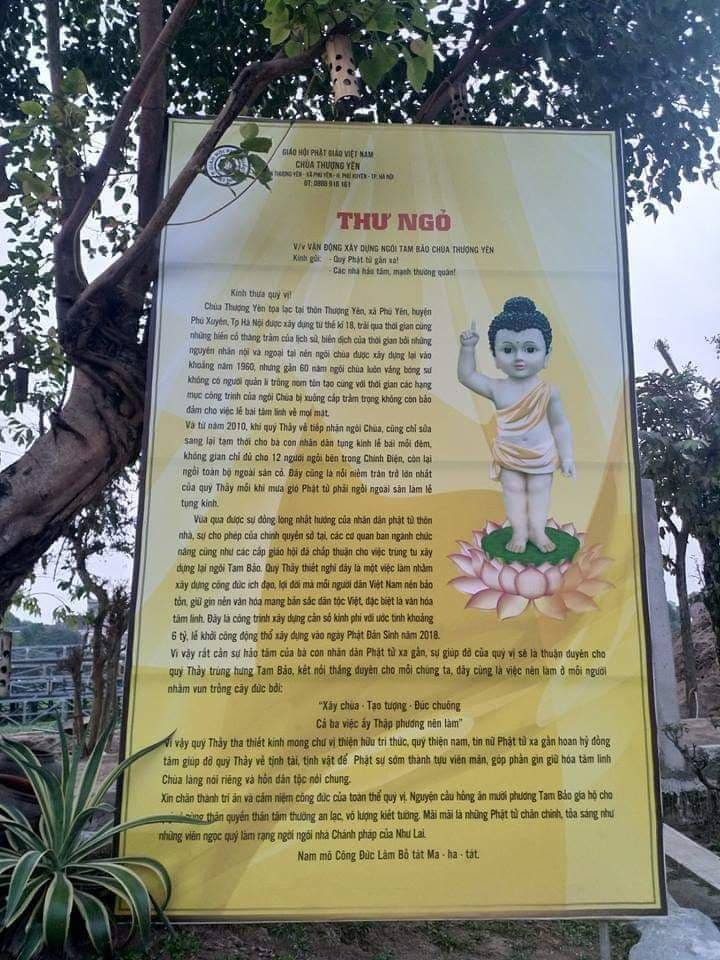 GIÁO HỘI PHẬT GIÁO VIỆT NAM
CHÙA THƯỢNG YÊN
THƯỢNG YÊN - XÃ PHÚ YÊN - H. PHÚ XUYÊN - TP. HÀ NỘI
ĐT: 0888 918 161
THƯ NGỎ
V/v VẬN ĐỘNG XÂY DỰNG NGÔI TAM BẢO CHÙA THƯỢNG YÊN
Kính gửi: - Quý Phật tử gần xa!
- Các nhà hảo tâm, mạnh thường quân!
Kính thưa quý vị!
Chùa Thượng Yên tọa lạc tại thôn Thượng Yên, xã Phú Yên, huyện
Phú Xuyên, Tp Hà Nội được xây dựng từ thế kỉ 18, trải qua thời gian cùng
những biến cố thăng trầm của lịch sử, biến dịch của thời gian bởi những
nguyên nhân nội và ngoại tại nên ngôi chùa được xây dựng lại vào
khoảng năm 1960, nhưng gần 60 năm ngôi chùa luôn vắng bóng sư
không có người quản lí trông nom tôn tạo cùng với thời gian các hạng
mục công trình của ngôi Chùa bị xuống cấp trầm trọng không còn bảo
đảm cho việc lễ bái tâm linh về mọi mặt.
Và từ năm 2010, khi quý Thầy về tiếp nhận ngôi Chùa, cũng chỉ sửa
sang lại tạm thời cho bà con nhân dân tụng kinh lễ bái mỗi đêm,
không gian chỉ đủ cho 12 người ngồi bên trong Chính Điện, còn lại
ngồi toàn bộ ngoài sân cỏ. Đây cũng là nỗi niềm trăn trở lớn nhất
của quý Thầy mỗi khi mưa gió Phật tử phải ngồi ngoài sân làm lễ
tụng kinh.
Vừa qua được sự đồng lòng nhất hướng của nhân dân phật tử thôn
nhà, sự cho phép của chính quyền sở tại, các cơ quan ban ngành chức
năng cũng như các cấp giáo hội đã chấp thuận cho việc trùng tu xây
dựng lại ngôi Tam Bảo. Quý Thầy thiết nghĩ đây là một việc làm nhằm
xây dựng công đức ích đạo, lợi đời mà mỗi người dân Việt Nam nên bảo
tồn, giữ gìn nền văn hóa mang bản sắc dân tộc Việt, đặc biệt là văn hóa
tâm linh. Đây là công trình xây dựng cần số kinh phí với ước tính khoảng
6 tỷ, lễ khởi công động thổ xây dựng vào ngày Phật Đản Sinh năm 2018.
Vì vậy rất cần sự hảo tâm của bà con nhân dân Phật tử xa gần, sự giúp đỡ của quý vị sẽ là thuận duyên cho
quý Thầy trùng hưng Tam Bảo, kết nối thắng duyên cho mỗi chúng ta, đây cũng là việc nên làm ở mỗi người
nhằm vun trồng cây đức bởi:
"Xây chùa - Tạo tượng - Đúc chuông
Cả ba việc ấy Thập phương nên làm"
Vì vậy quý Thầy tha thiết kính mong chư vị thiện hữu tri thức, quý thiện nam, tín nữ Phật tử xa gần hoan hỷ đồng
tâm giúp đỡ quý Thầy về tịnh tài, tịnh vật để Phật sự sớm thành tựu viên mãn, góp phần gìn giữ hóa tâm linh
Chùa làng nói riêng và hồn dân tộc nói chung.
Xin chân thành tri ân và cảm niệm công đức của toàn thể quý vị. Nguyện cầu hồng ân mười phương Tam Bảo gia hộ cho
cùng thân quyến thân tâm thường an lạc, vô lượng kiết tường. Mãi mãi là những Phật tử chân chính, tỏa sáng như
những viên ngọc quý làm rạng ngời ngôi nhà Chánh pháp của Như Lai.
Nam mô Công Đức Lâm Bồ tát Ma - ha - tát.